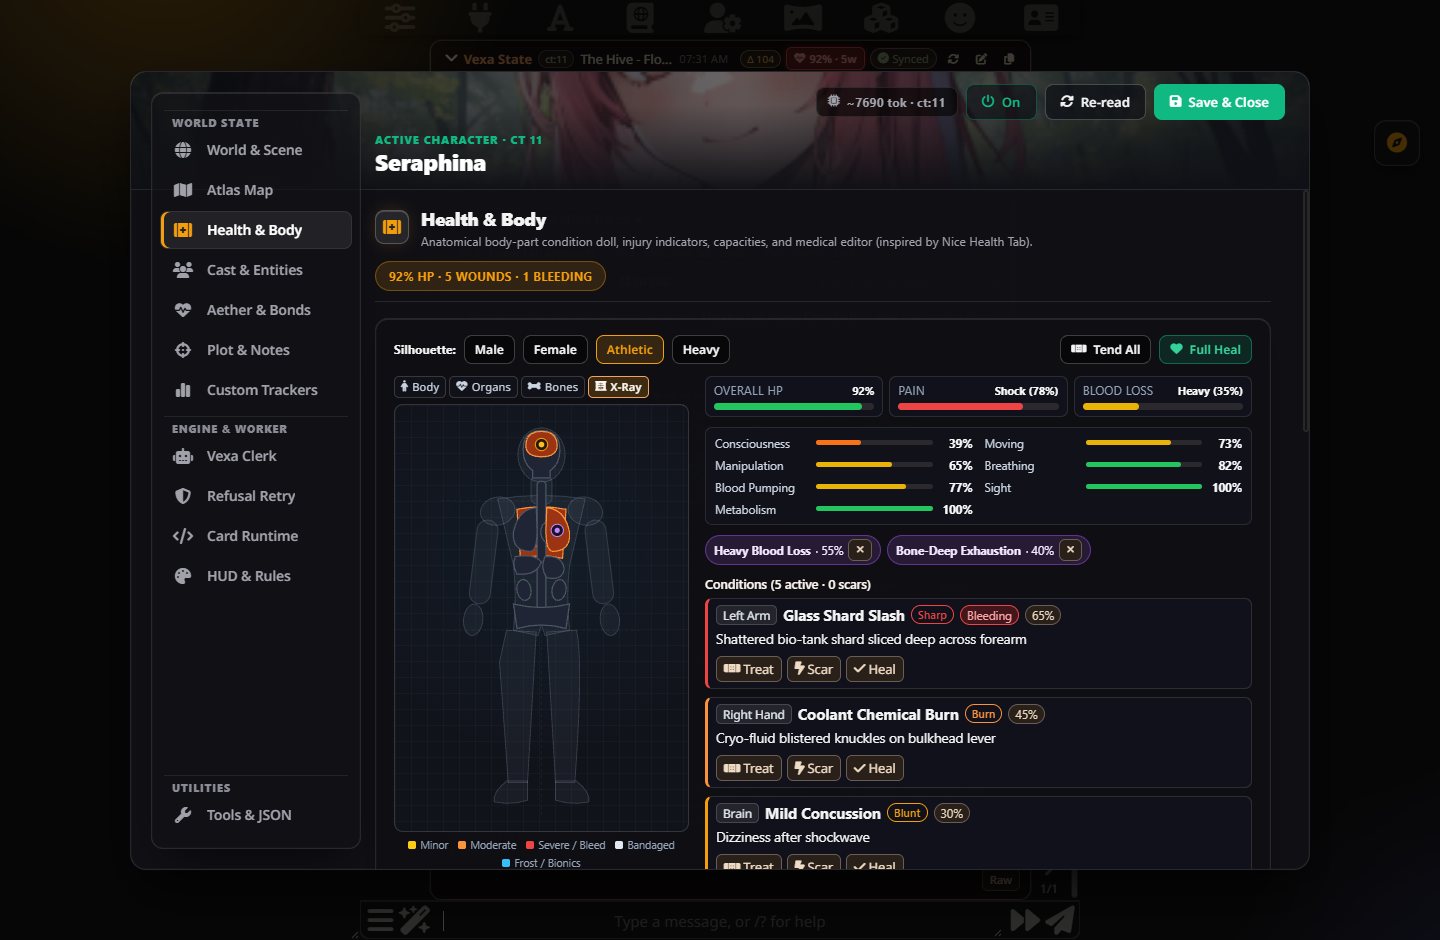 Vexa State ct:11 The Hive - Flo... 07:31 AM Δ 104 92% · 5w Synced
~7690 tok · ct:11 On Re-read Save & Close
ACTIVE CHARACTER · CT 11
Seraphina
WORLD STATE
World & Scene
Atlas Map
Health & Body
Cast & Entities
Aether & Bonds
Plot & Notes
Custom Trackers
ENGINE & WORKER
Vexa Clerk
Refusal Retry
Card Runtime
HUD & Rules
UTILITIES
Tools & JSON
Health & Body
Anatomical body-part condition doll, injury indicators, capacities, and medical editor (inspired by Nice Health Tab).
92% HP · 5 WOUNDS · 1 BLEEDING
Silhouette: Male Female Athletic Heavy Tend All Full Heal
Body Organs Bones X-Ray
Minor Moderate Severe / Bleed Bandaged
Frost / Bionics
OVERALL HP 92% PAIN Shock (78%) BLOOD LOSS Heavy (35%)
Consciousness 39% Moving 73%
Manipulation 65% Breathing 82%
Blood Pumping 77% Sight 100%
Metabolism 100%
Heavy Blood Loss · 55% × Bone-Deep Exhaustion · 40% ×
Conditions (5 active · 0 scars)
Left Arm Glass Shard Slash Sharp Bleeding 65%
Shattered bio-tank shard sliced deep across forearm
Treat Scar Heal
Right Hand Coolant Chemical Burn Burn 45%
Cryo-fluid blistered knuckles on bulkhead lever
Treat Scar Heal
Brain Mild Concussion Blunt 30%
Dizziness after shockwave
Treat Scar Heal
Raw 1/1
Type a message, or /? for help